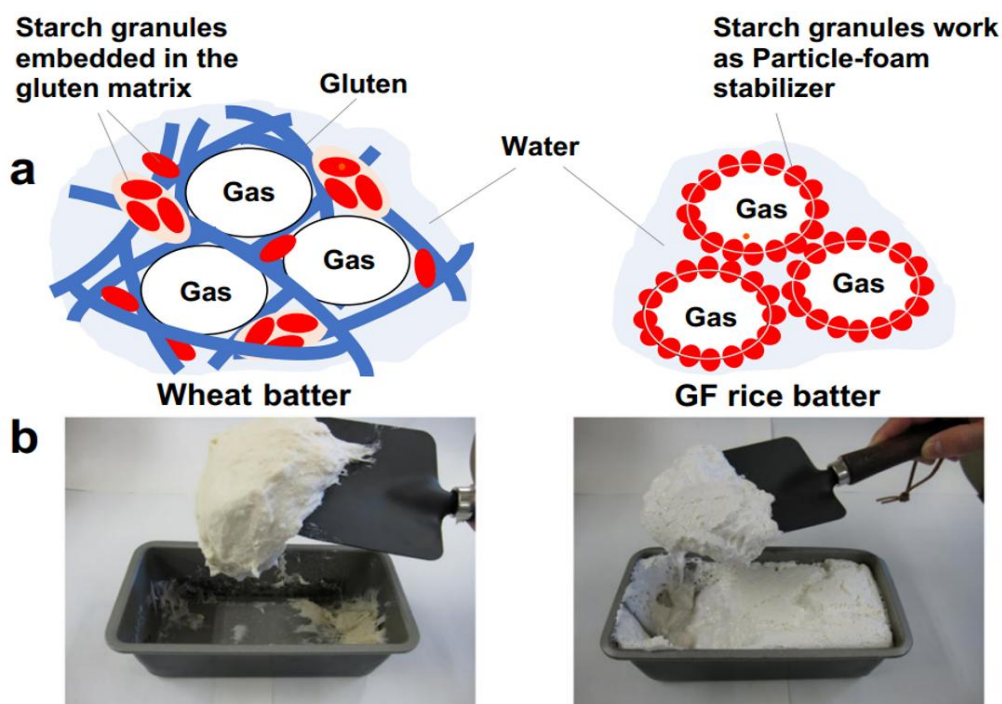 Starch granules
embedded in the
gluten matrix
Gluten
Water
Starch granules work
as Particle-foam
stabilizer
a
Gas
Gas
Gas
Gas
Gas
Gas
Wheat batter
GF rice batter
b